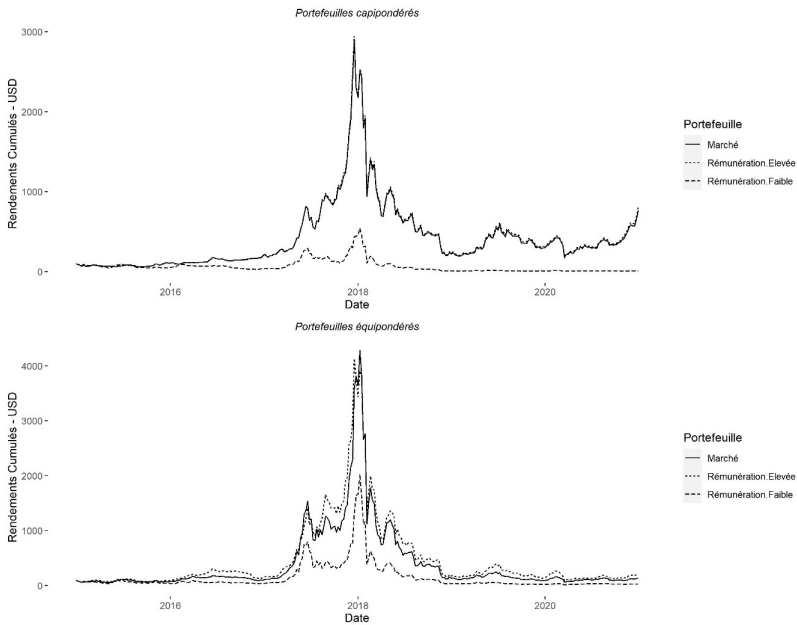 Portefeuilles capipondérés
Rendements Cumulés - USD
3000
2000
1000
0
2016
2018
2020
Date
Portefeuille
Marché
Rémunération.Elevée
Rémunération.Faible
Portefeuilles équipondérés
Rendements Cumulés - USD
4000
3000
2000
1000
0
2016
2018
2020
Date
Portefeuille
Marché
Rémunération.Elevée
Rémunération.Faible